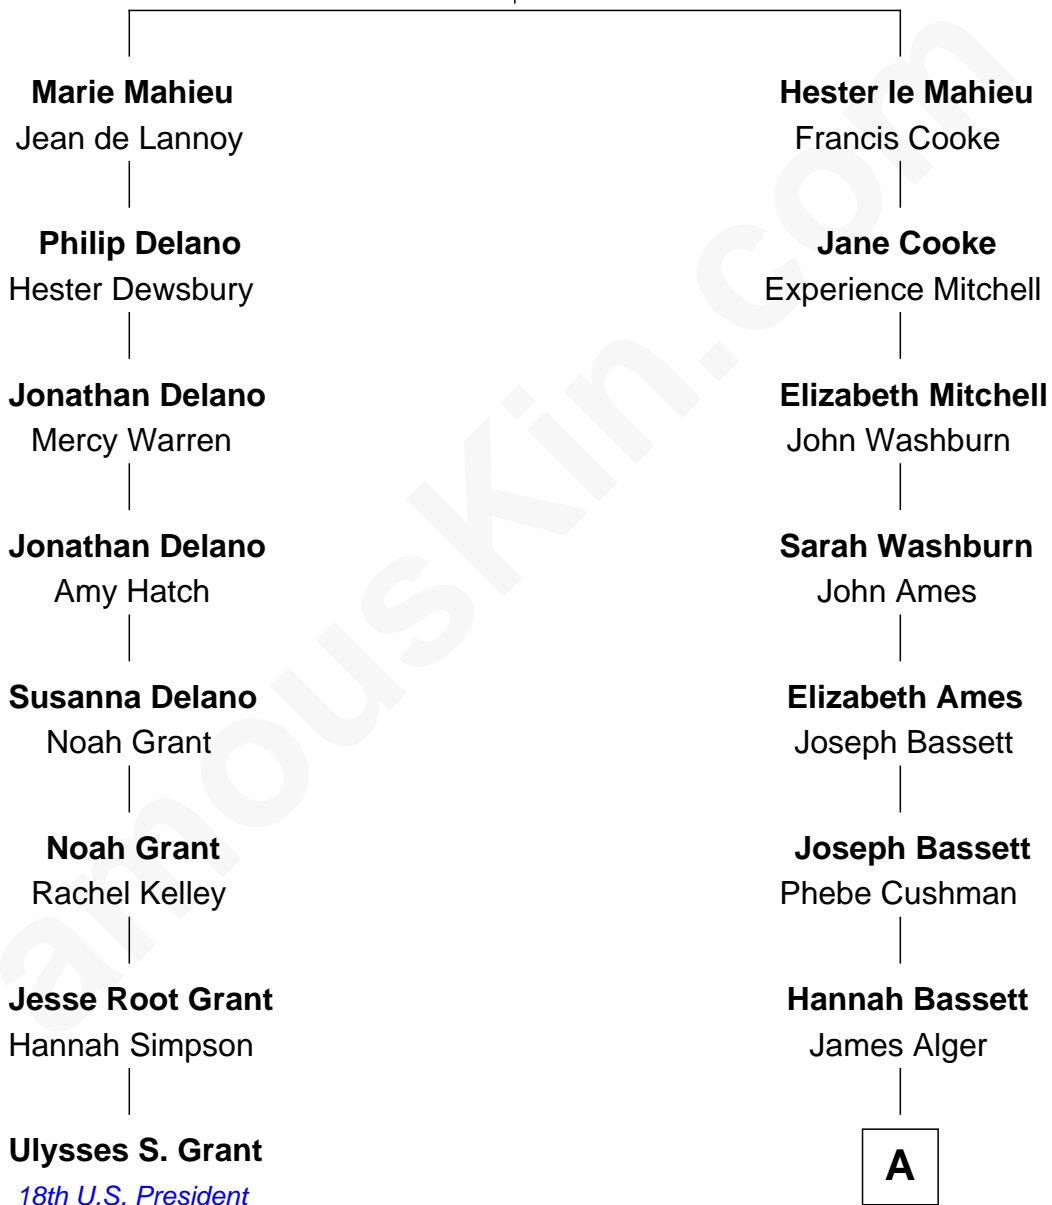 Marie Mahieu
Jean de Lannoy
Philip Delano
Hester Dewsbury
Jonathan Delano
Mercy Warren
Jonathan Delano
Amy Hatch
Susanna Delano
Noah Grant
Noah Grant
Rachel Kelley
Jesse Root Grant
Hannah Simpson
Ulysses S. Grant
18th U.S. President
Hester le Mahieu
Francis Cooke
Jane Cooke
Experience Mitchell
Elizabeth Mitchell
John Washburn
Sarah Washburn
John Ames
Elizabeth Ames
Joseph Bassett
Joseph Bassett
Phebe Cushman
Hannah Bassett
James Alger
A
amouskin.com